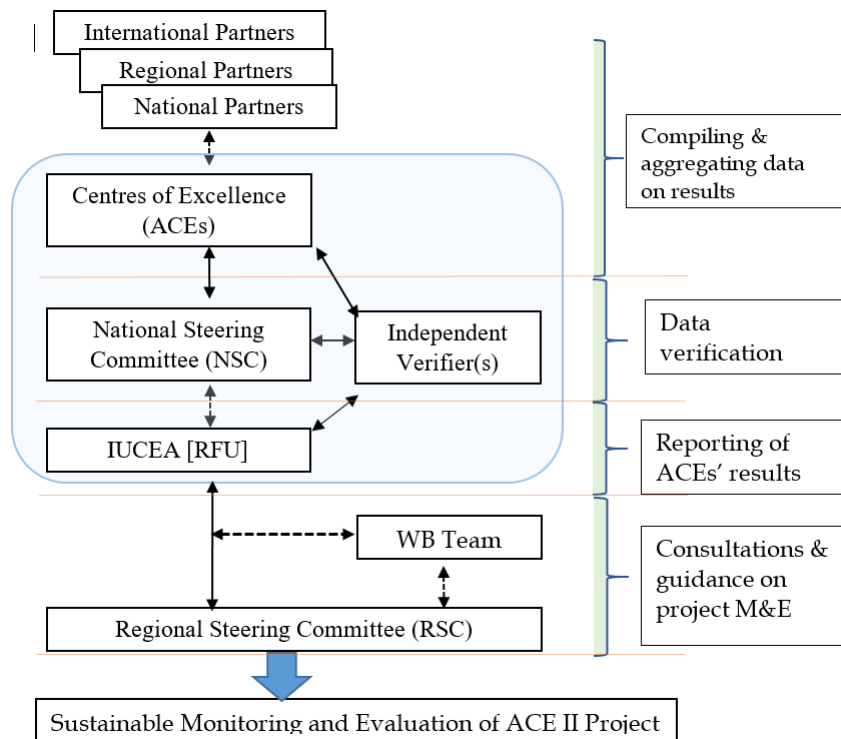 International Partners
Regional Partners
National Partners
Compiling &
aggregating data
on results
Centres of Excellence
(ACEs)
National Steering
Committee (NSC)
Independent
Verifier(s)
Data
verification
IUCEA [RFU]
Reporting of
ACEs’ results
WB Team
Consultations &
guidance on
project M&E
Regional Steering Committee (RSC)
Sustainable Monitoring and Evaluation of ACE II Project